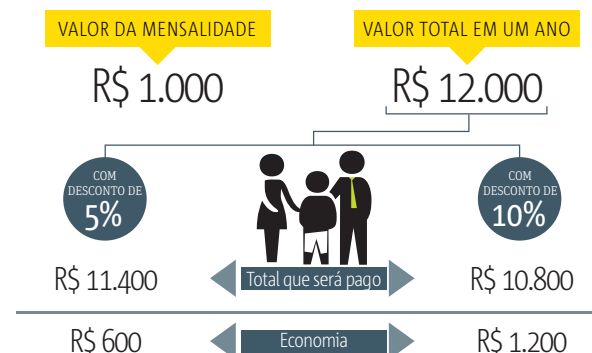 VALOR DA MENSALIDADE
VALOR TOTAL EM UM ANO
R$ 1.000
R$ 12.000
COM
DESCONTO DE
5%
COM
DESCONTO DE
10%
R$ 11.400
Total que será pago
R$ 10.800
R$ 600
Economia
R$ 1.200